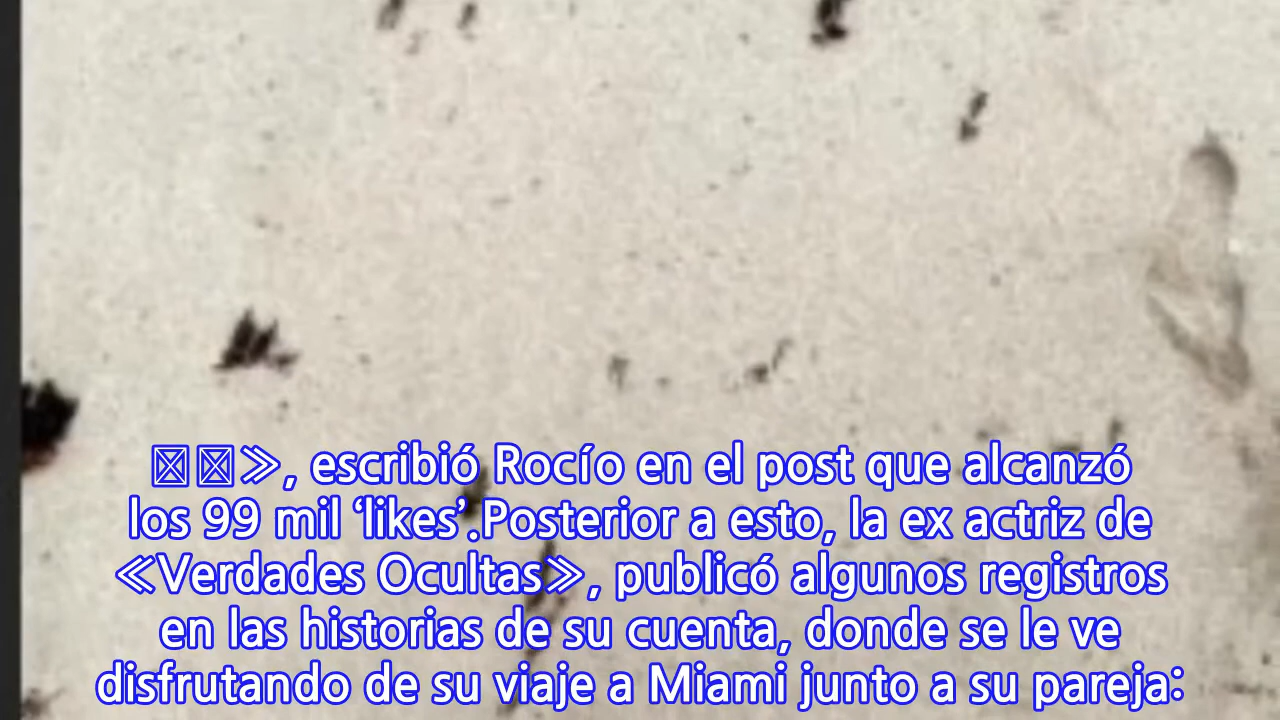 ≫, escribió Rocío en el post que alcanzó
los 99 mil ‘likes’.Posterior a esto, la ex actriz de
≪Verdades Ocultas≫, publicó algunos registros
en las historias de su cuenta, donde se le ve
disfrutando de su viaje a Miami junto a su pareja: